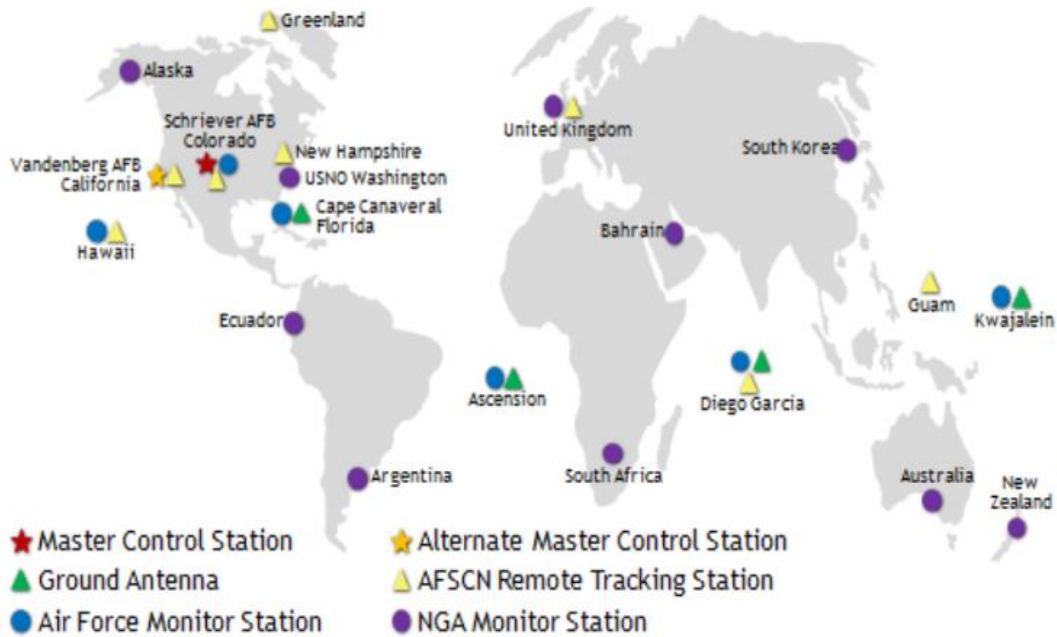 Greenland
Alaska
Schriever AFB
Colorado
United Kingdom
New Hampshire
South Korea
Vandenberg AFB
California
USNO Washington
Cape Canaveral
Florida
Hawaii
Bahrain
Guam
Kwajalein
Ecuador
Ascension
Diego Garcia
Argentina
South Africa
Australia
New
Zealand
Master Control Station
Alternate Master Control Station
Ground Antenna
AFSCN Remote Tracking Station
Air Force Monitor Station
NGA Monitor Station